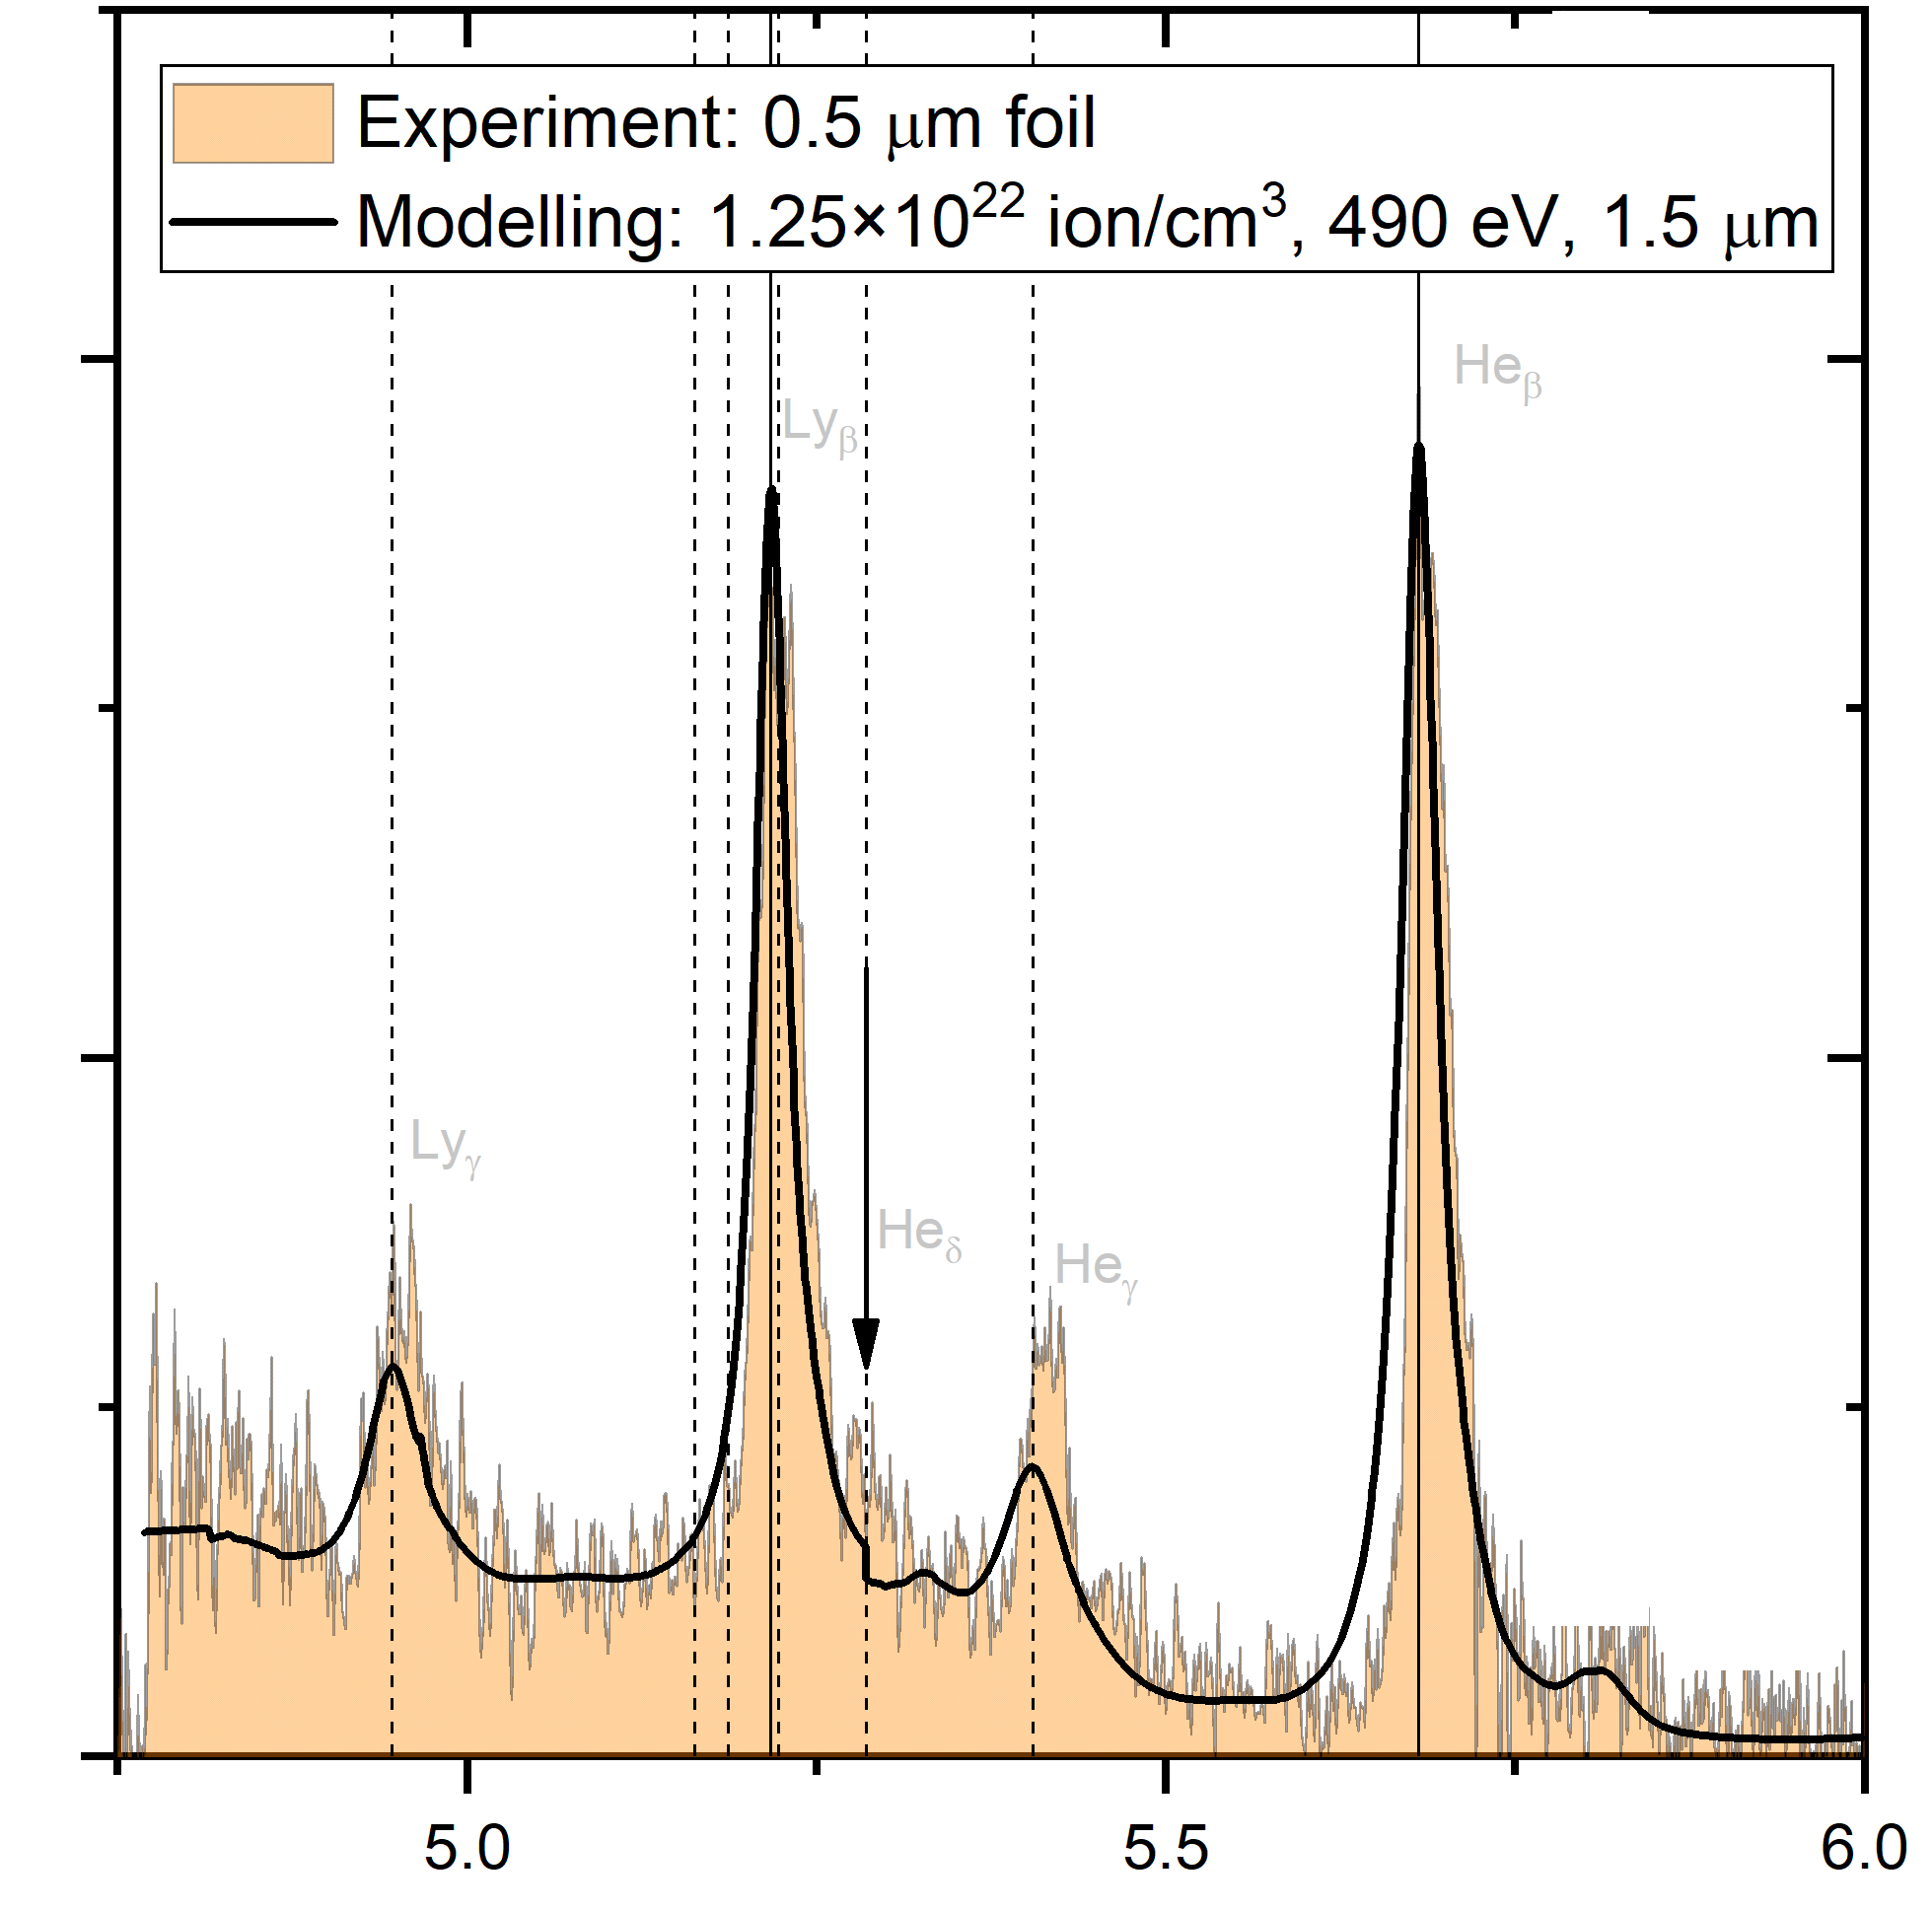 Experiment: 0.5 μm foil
Modelling: 1.25×10²² ion/cm³, 490 eV, 1.5 μm
Heβ
Lyβ
Lyγ
Heδ
Heγ
5.0 5.5 6.0